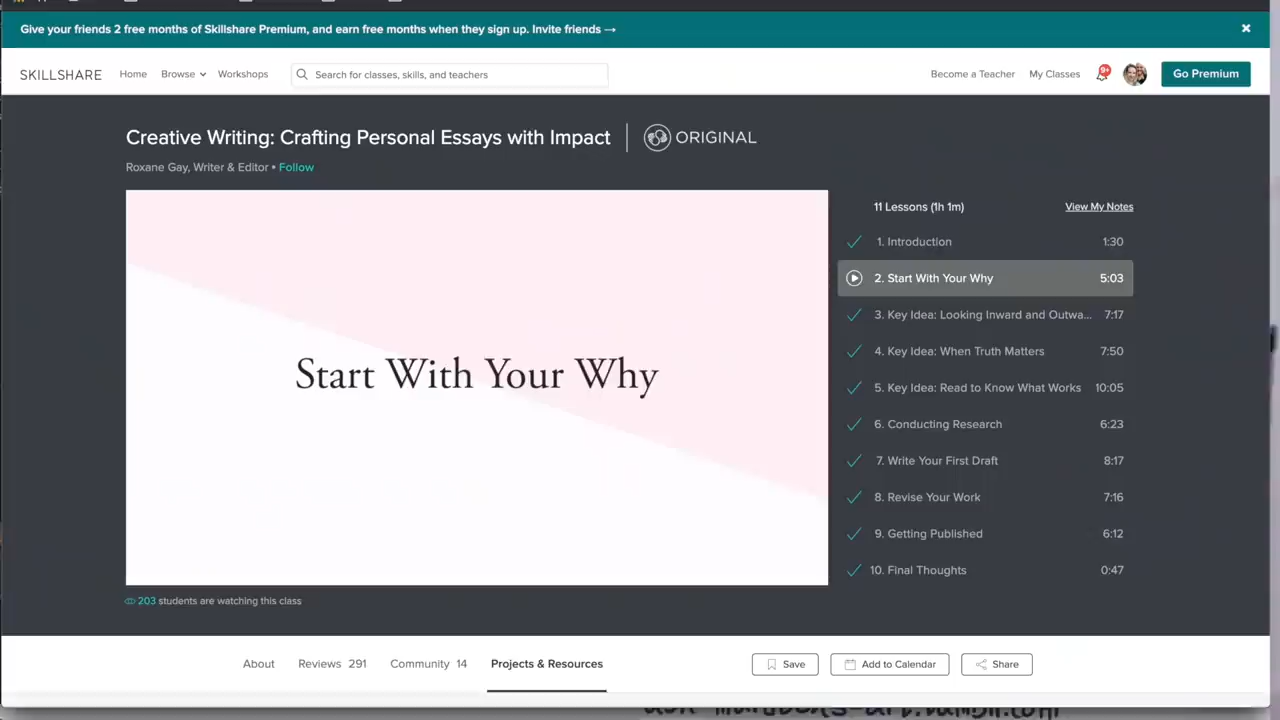 Give your friends 2 free months of Skillshare Premium, and earn free months when they sign up. Invite friends →
SKILLSHARE Home Browse Workshops Search for classes, skills, and teachers Become a Teacher My Classes 9+ Go Premium
Creative Writing: Crafting Personal Essays with Impact ORIGINAL
Roxane Gay, Writer & Editor • Follow
Start With Your Why
11 Lessons (1h 1m) View My Notes
1. Introduction 1:30
2. Start With Your Why 5:03
3. Key Idea: Looking Inward and Outwa... 7:17
4. Key Idea: When Truth Matters 7:50
5. Key Idea: Read to Know What Works 10:05
6. Conducting Research 6:23
7. Write Your First Draft 8:17
8. Revise Your Work 7:16
9. Getting Published 6:12
10. Final Thoughts 0:47
203 students are watching this class
About Reviews 291 Community 14 Projects & Resources Save Add to Calendar Share